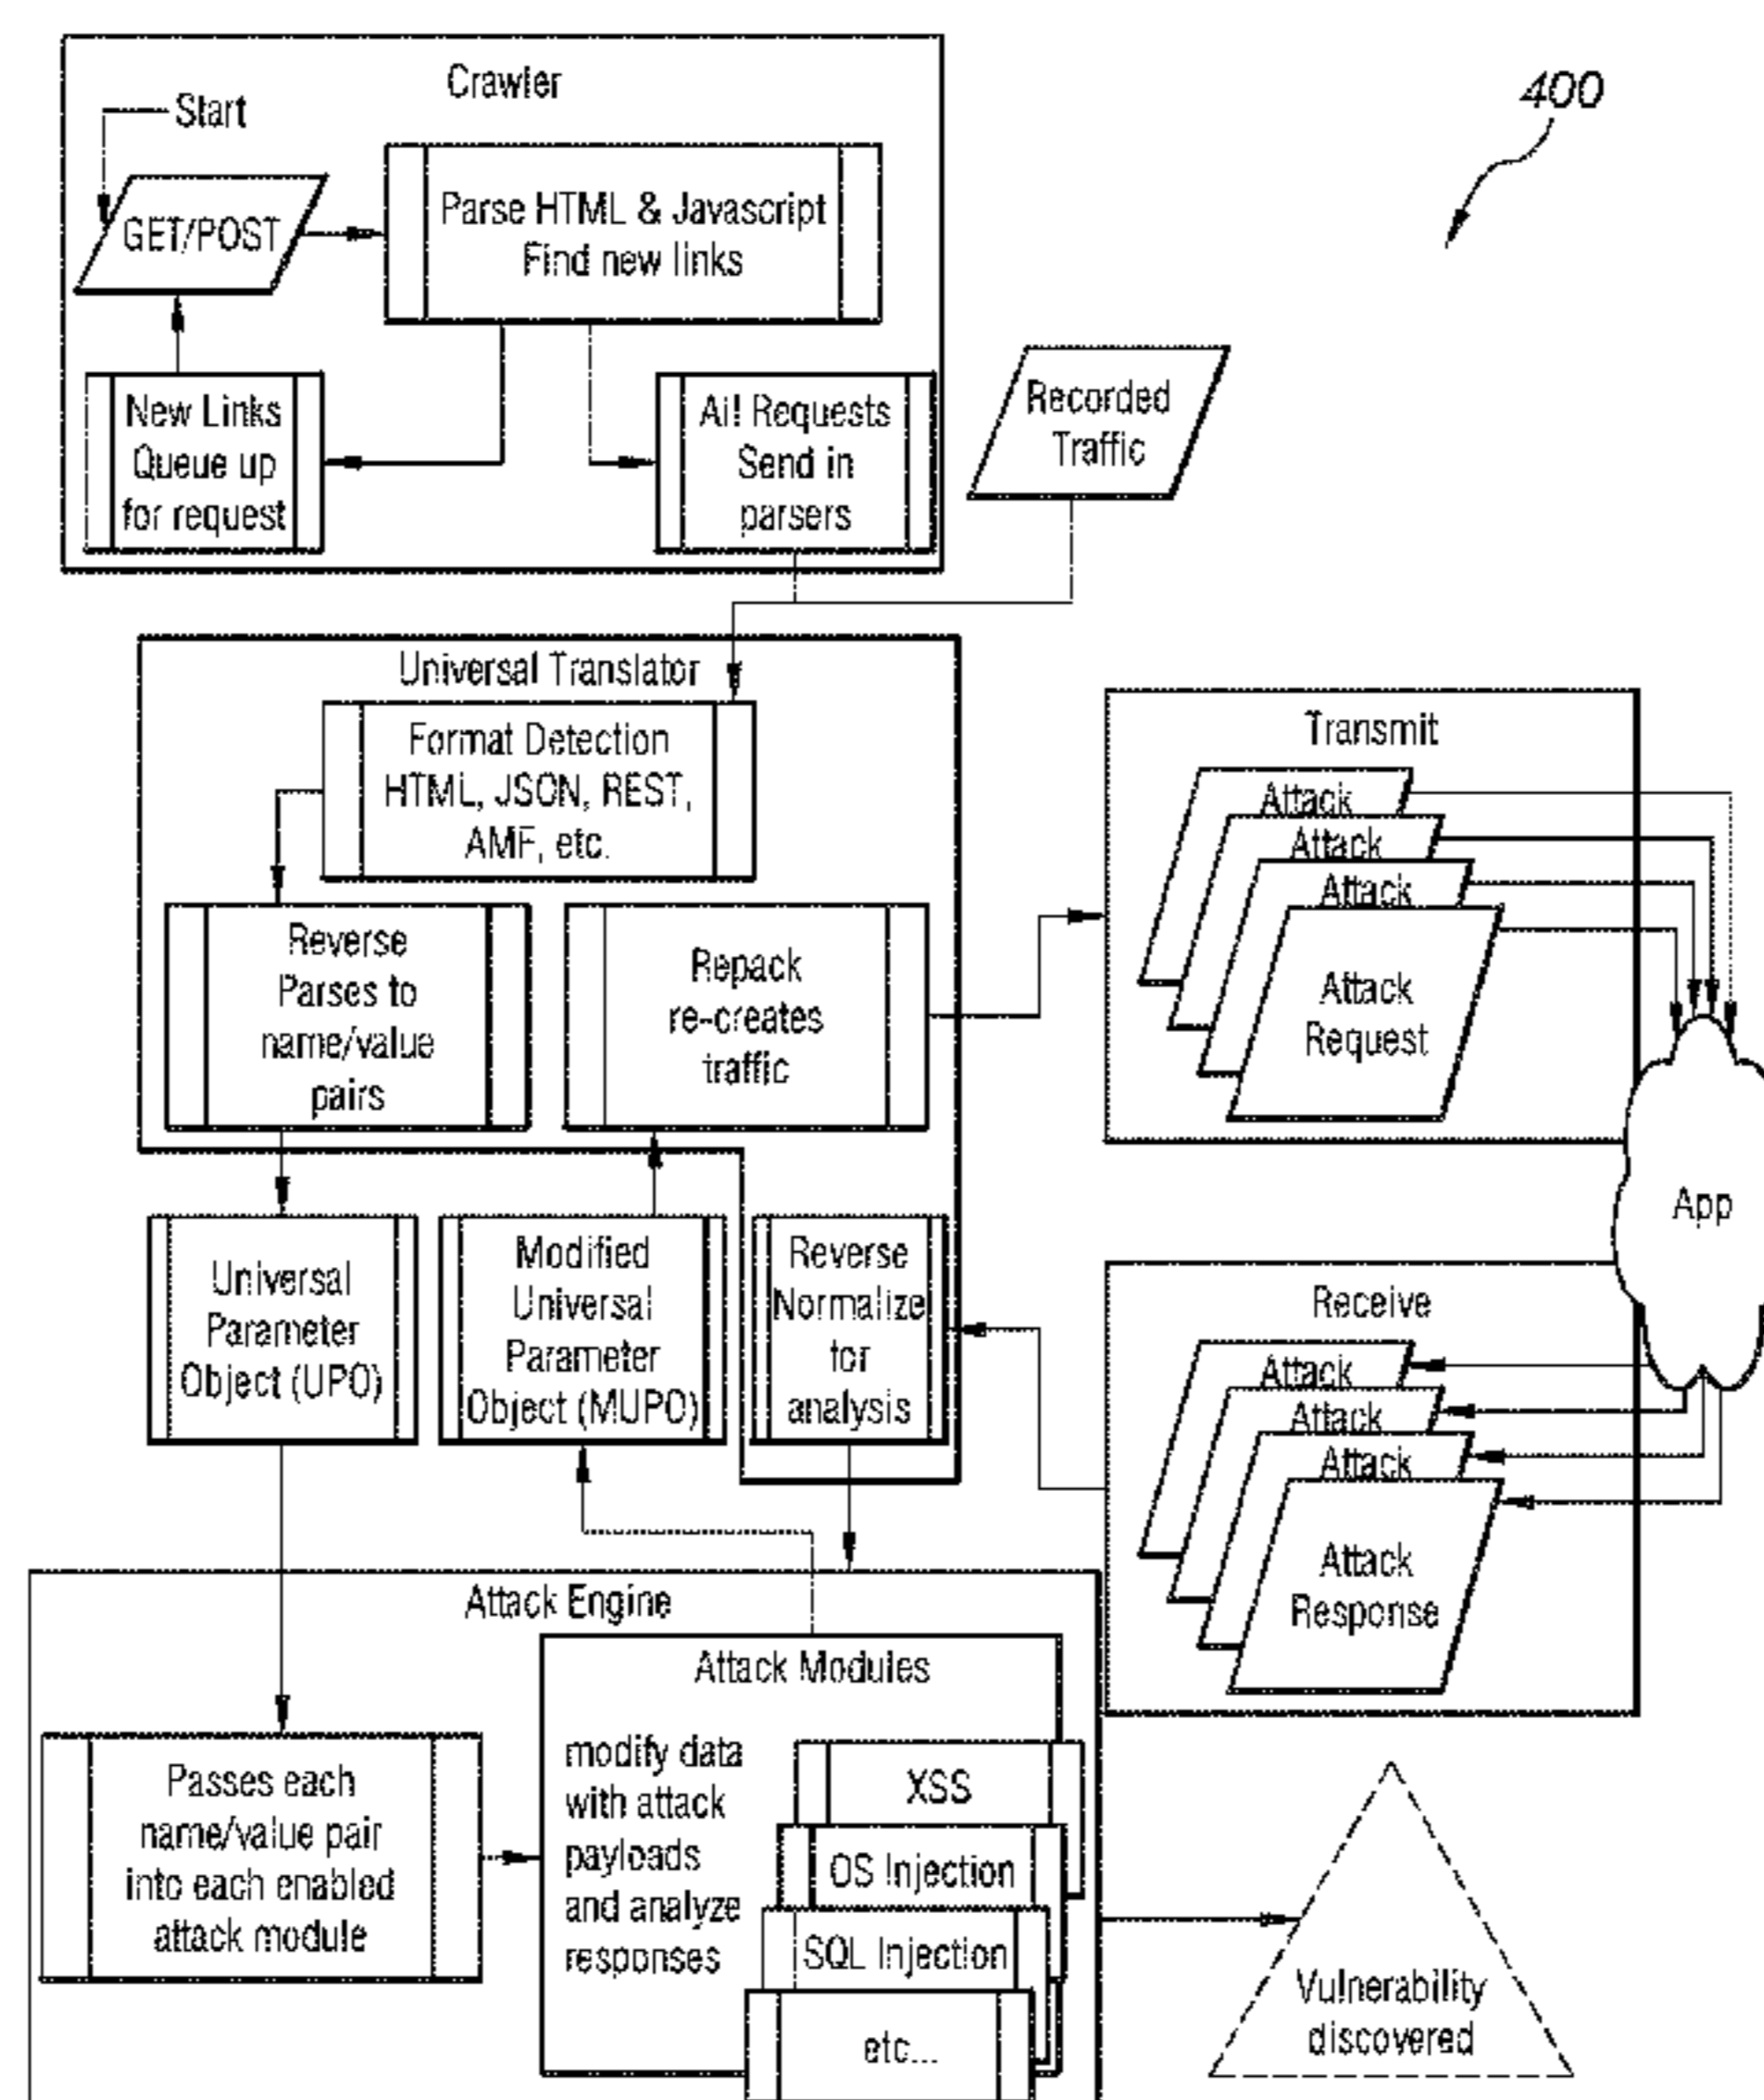 Crawler
400
Start
GET/POST
Parse HTML & Javascript
Find new links
New Links
Queue up
for request
All Requests
Send in
parsers
Recorded
Traffic
Universal Translator
Format Detection
HTML, JSON, REST,
AMF, etc.
Reverse
Parses to
name/value
pairs
Repack
re-creates
traffic
Transmit
Attack
Attack
Attack
Attack
Request
App
Universal
Parameter
Object (UPO)
Modified
Universal
Parameter
Object (MUPO)
Reverse
Normalize
for
analysis
Receive
Attack
Attack
Attack
Attack
Response
Attack Engine
Passes each
name/value pair
into each enabled
attack module
Attack Modules
modify data
with attack
payloads
and analyze
responses
XSS
OS Injection
SQL Injection
etc...
Vulnerability
discovered